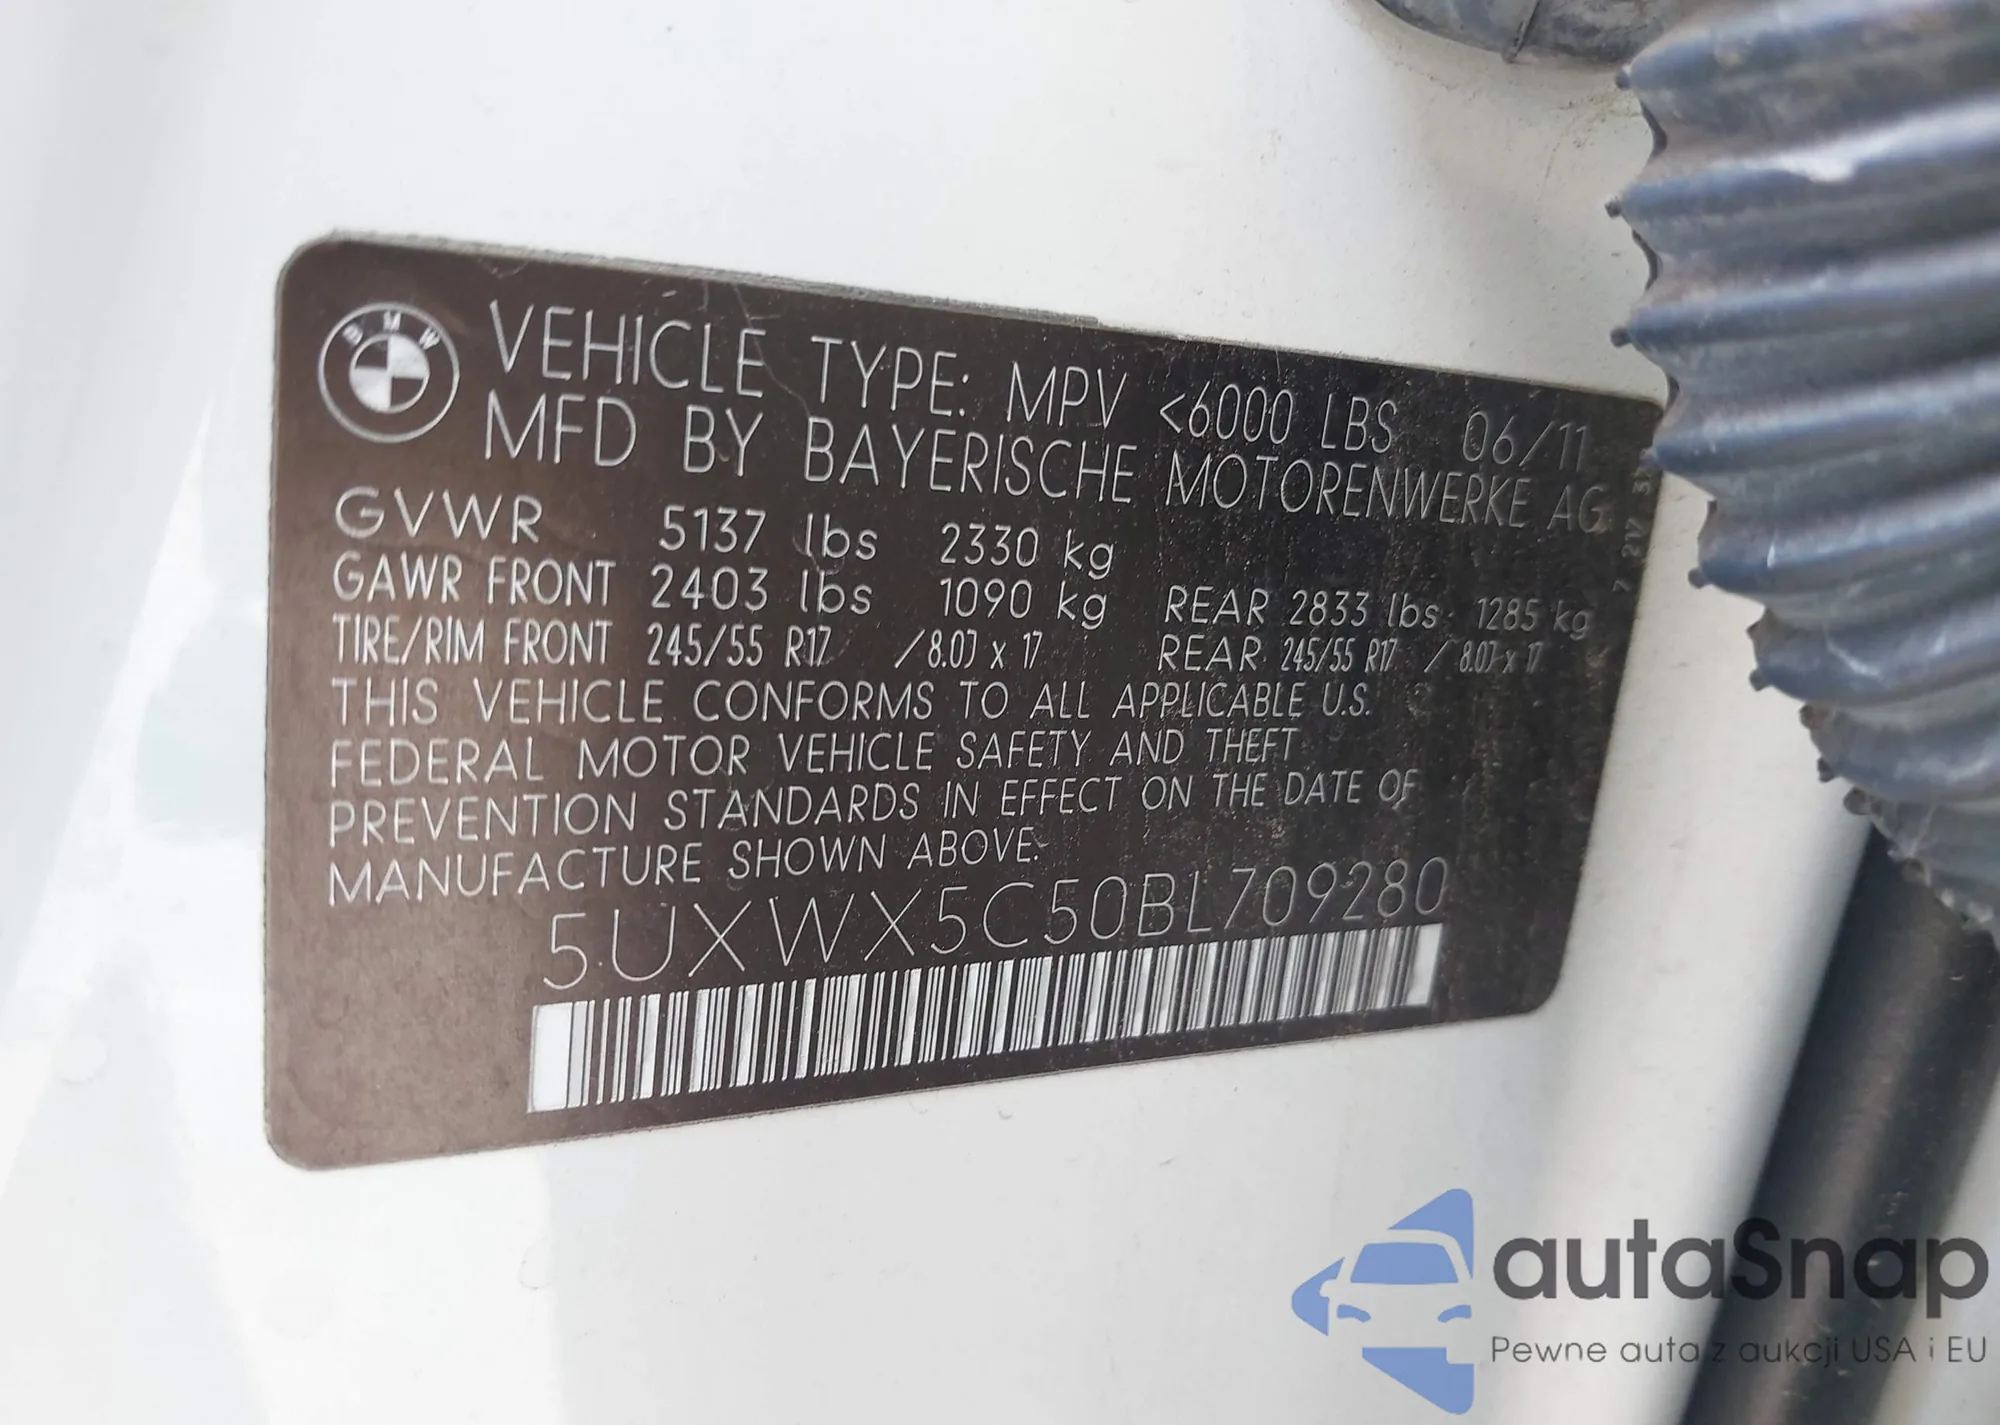 BMW
VEHICLE TYPE: MPV <6000 LBS 06/11
MFD BY BAYERISCHE MOTORENWERKE AG
GVWR 5137 lbs 2330 kg
GAWR FRONT 2403 lbs 1090 kg REAR 2833 lbs 1285 kg
TIRE/RIM FRONT 245/55 R17 /8.0J x 17 REAR 245/55 R17 /8.0J x 17
THIS VEHICLE CONFORMS TO ALL APPLICABLE U.S.
FEDERAL MOTOR VEHICLE SAFETY AND THEFT
PREVENTION STANDARDS IN EFFECT ON THE DATE OF
MANUFACTURE SHOWN ABOVE.
5UXWX5C50BL709280
autaSnap
Pewne auta z aukcji USA i EU